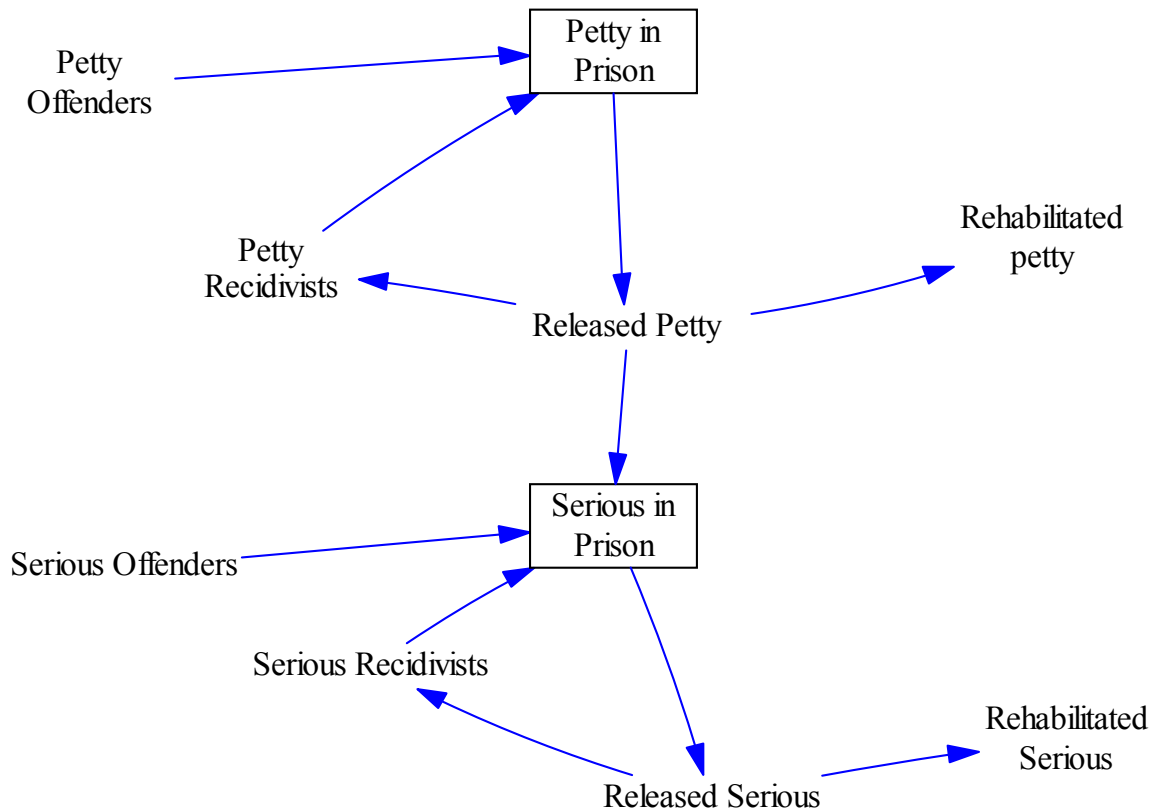 Petty in
Prison
Petty
Offenders
Petty
Recidivists
Rehabilitated
petty
Released Petty
Serious in
Prison
Serious Offenders
Serious Recidivists
Rehabilitated
Serious
Released Serious